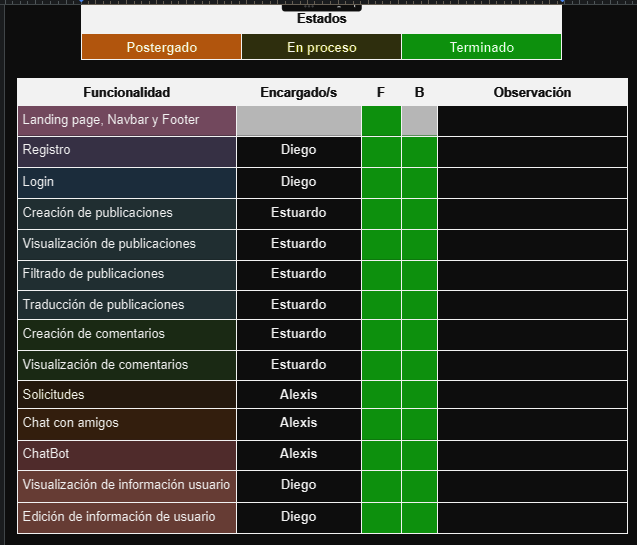 Estados
Postergado En proceso Terminado
Funcionalidad Encargado/s F B Observación
Landing page, Navbar y Footer
Registro Diego
Login Diego
Creación de publicaciones Estuardo
Visualización de publicaciones Estuardo
Filtrado de publicaciones Estuardo
Traducción de publicaciones Estuardo
Creación de comentarios Estuardo
Visualización de comentarios Estuardo
Solicitudes Alexis
Chat con amigos Alexis
ChatBot Alexis
Visualización de información usuario Diego
Edición de información de usuario Diego